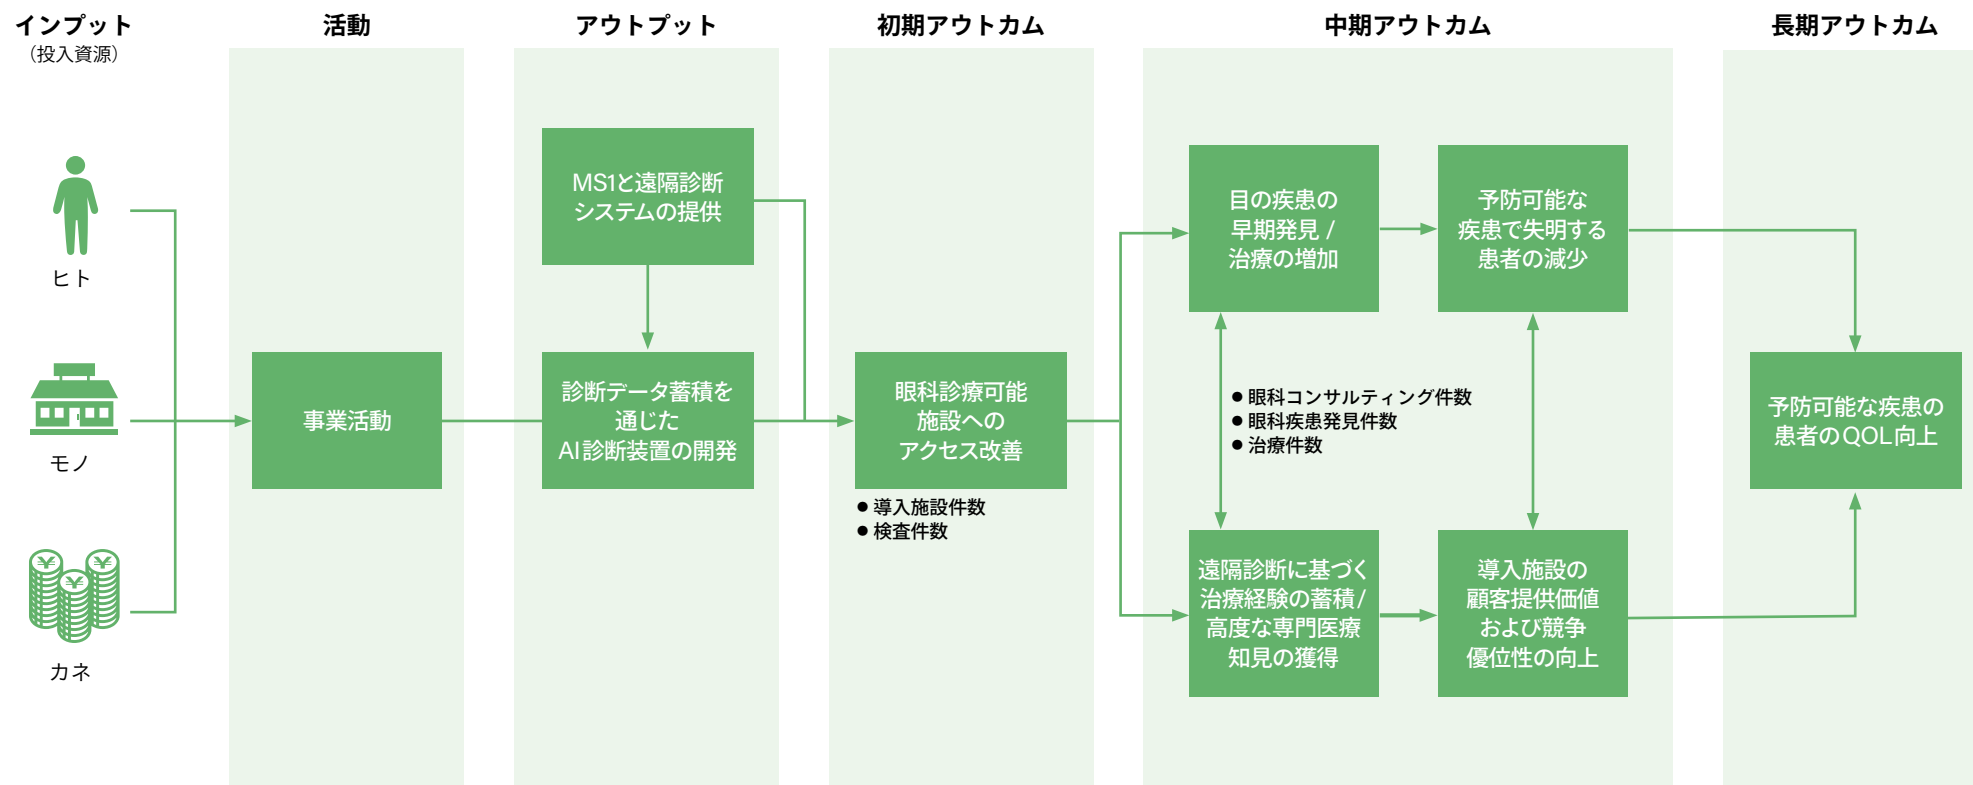 インプット
（投入資源）
活動
アウトプット
初期アウトカム
中期アウトカム
長期アウトカム
ヒト
モノ
カネ
事業活動
MS1と遠隔診断
システムの提供
診断データ蓄積を
通じた
AI診断装置の開発
眼科診療可能
施設への
アクセス改善
● 導入施設件数
● 検査件数
目の疾患の
早期発見 /
治療の増加
予防可能な
疾患で失明する
患者の減少
● 眼科コンサルティング件数
● 眼科疾患発見件数
● 治療件数
遠隔診断に基づく
治療経験の蓄積 /
高度な専門医療
知見の獲得
導入施設の
顧客提供価値
および競争
優位性の向上
予防可能な疾患の
患者のQOL向上